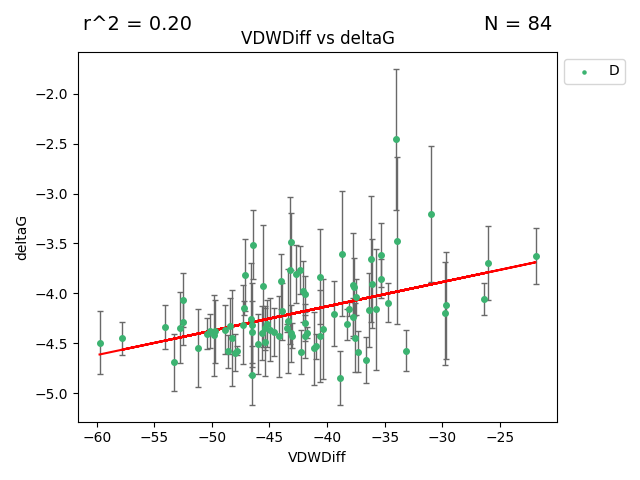 r^2 = 0.20
N = 84
VDWDiff vs deltaG
D
−2.0
−2.5
−3.0
−3.5
−4.0
−4.5
−5.0
deltaG
−60 −55 −50 −45 −40 −35 −30 −25
VDWDiff